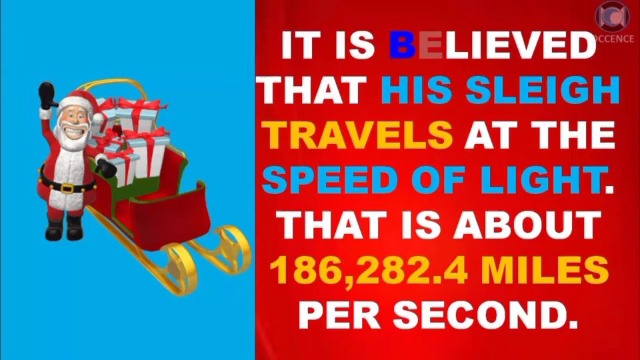 IT IS BELIEVED
THAT HIS SLEIGH
TRAVELS AT THE
SPEED OF LIGHT.
THAT IS ABOUT
186,282.4 MILES
PER SECOND.